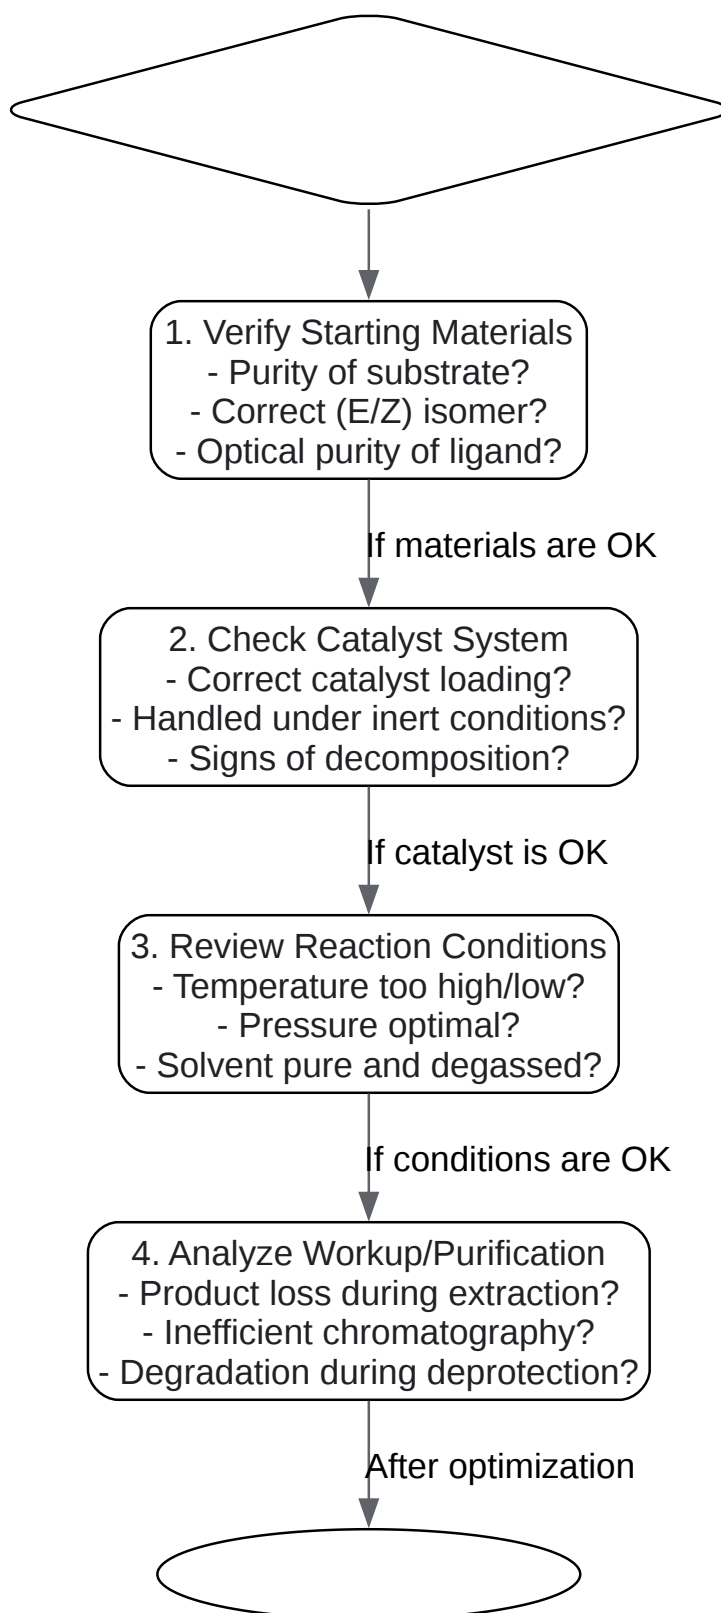 1. Verify Starting Materials
- Purity of substrate?
- Correct (E/Z) isomer?
- Optical purity of ligand?
If materials are OK
2. Check Catalyst System
- Correct catalyst loading?
- Handled under inert conditions?
- Signs of decomposition?
If catalyst is OK
3. Review Reaction Conditions
- Temperature too high/low?
- Pressure optimal?
- Solvent pure and degassed?
If conditions are OK
4. Analyze Workup/Purification
- Product loss during extraction?
- Inefficient chromatography?
- Degradation during deprotection?
After optimization